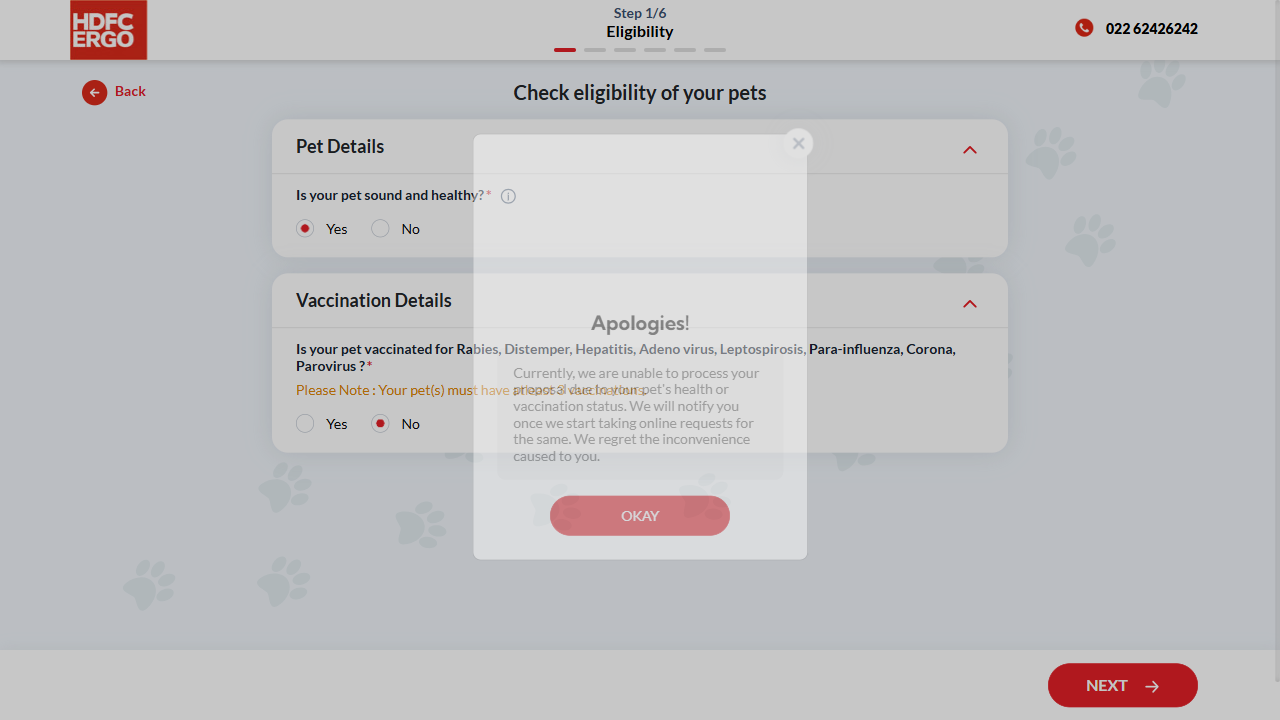 HDFC
ERGO
Step 1/6
Eligibility
022 62426242
Back
Check eligibility of your pets
Pet Details
Is your pet sound and healthy?*
Yes
No
Vaccination Details
Is your pet vaccinated for Rabies, Distemper, Hepatitis, Adeno virus, Leptospirosis, Para-influenza, Corona,
Parovirus ?*
Please Note : Your pet(s) must have atleast 3 vaccinations.
Yes
No
Apologies!
Currently, we are unable to process your
proposal due to your pet's health or
vaccination status. We will notify you
once we start taking online requests for
the same. We regret the inconvenience
caused to you.
OKAY
NEXT